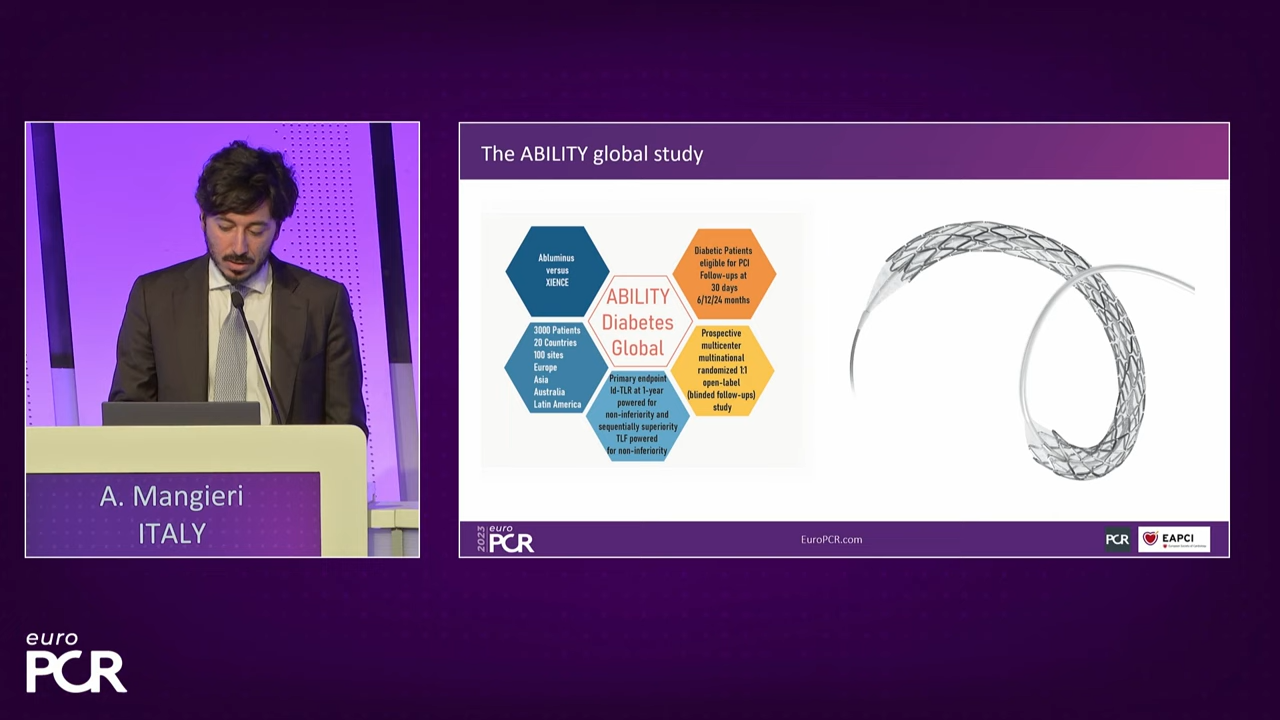 The ABILITY global study
Abluminus
versus
XIENCE
Diabetic Patients
eligible for PCI
Follow-ups at
30 days
6/12/24 months
ABILITY
Diabetes
Global
3000 Patients
20 Countries
100 sites
Europe
Asia
Australia
Latin America
Prospective
multicenter
multinational
randomized 1:1
open-label
(blinded follow-ups)
study
Primary endpoint
Id-TLR at 1-year
powered for
non-inferiority and
sequentially superiority
TLF powered
for non-inferiority
A. Mangieri
ITALY
2023
euro
PCR
EuroPCR.com
PCR
EAPCI
euro
PCR